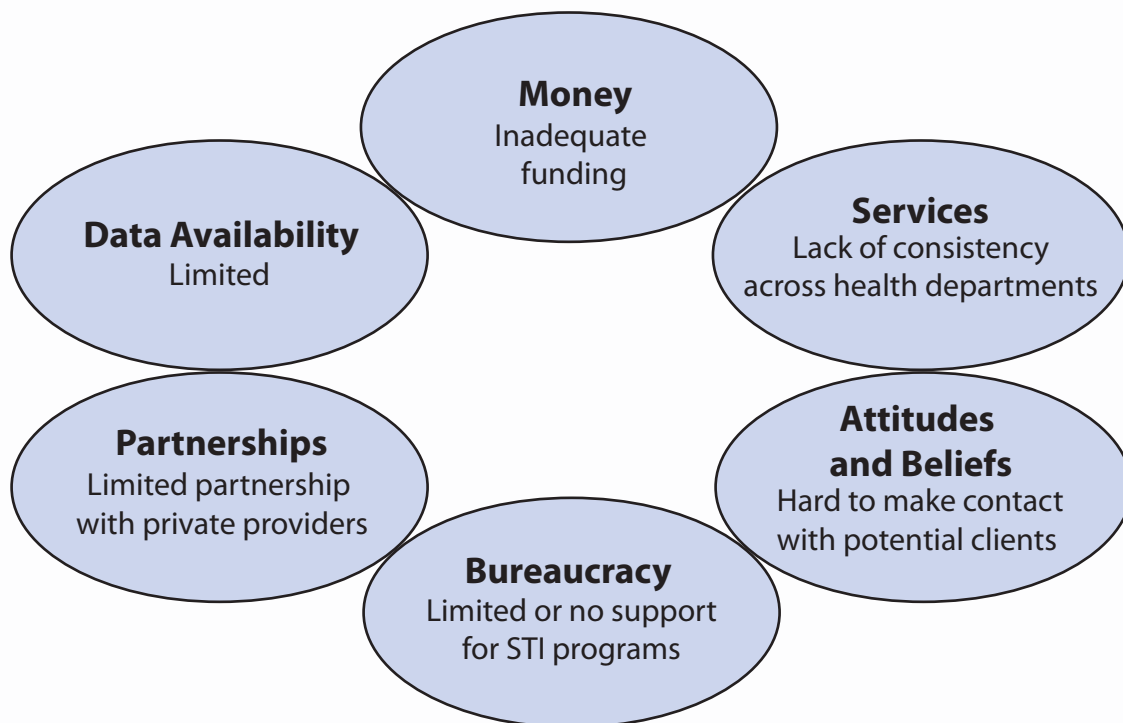 Money
Inadequate
funding
Services
Lack of consistency
across health departments
Attitudes
and Beliefs
Hard to make contact
with potential clients
Bureaucracy
Limited or no support
for STI programs
Partnerships
Limited partnership
with private providers
Data Availability
Limited